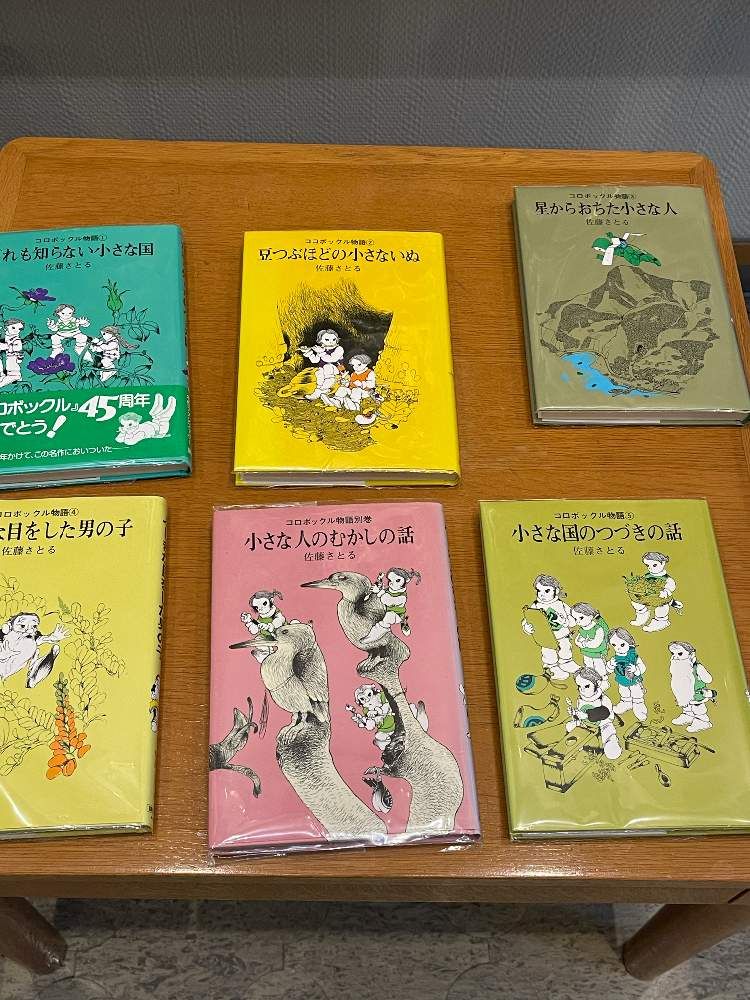 コロボックル物語①
れも知らない小さな国
佐藤さとる
ロボックル』45周年
でとう!
年かけて、この名作においついた
コロボックル物語②
豆つぶほどの小さないぬ
佐藤さとる
コロボックル物語③
星からおちた小さな人
佐藤さとる
コロボックル物語④
な目をした男の子
佐藤さとる
コロボックル物語別巻
小さな人のむかしの話
佐藤さとる
コロボックル物語⑤
小さな国のつづきの話
佐藤さとる